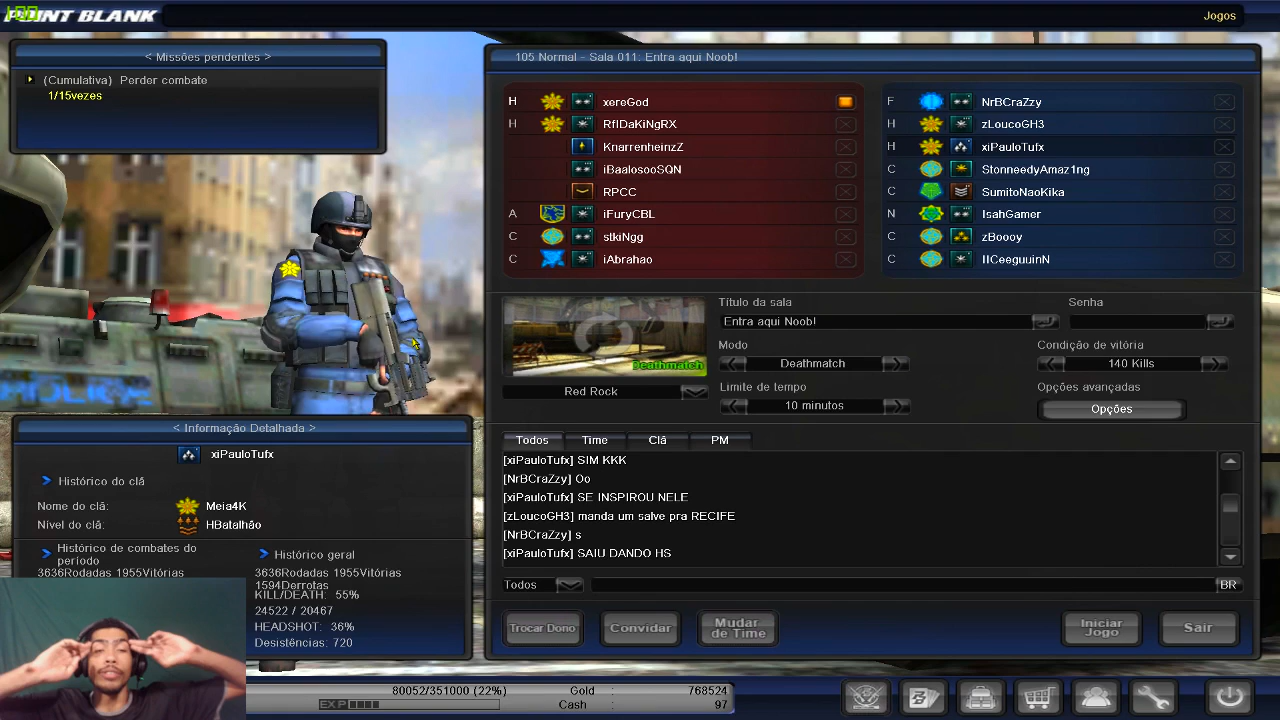 100
POINT BLANK
Jogos
< Missões pendentes >
(Cumulativa) Perder combate
1/15vezes
105 Normal - Sala 011: Entra aqui Noob!
H xereGod
H RflDaKiNgRX
KnarrenheinzZ
iBaalosooSQN
RPCC
A iFuryCBL
C stkiNgg
C iAbrahao
F NrBCraZzy
H zLoucoGH3
H xiPauloTufx
C StonneedyAmaz1ng
C SumitoNaoKika
N IsahGamer
C zBoooy
C IICeeguuinN
Deathmatch
Red Rock
Título da sala
Entra aqui Noob!
Senha
Modo
Deathmatch
Condição de vitória
140 Kills
Limite de tempo
10 minutos
Opções avançadas
Opções
Todos Time Clã PM
[xiPauloTufx] SIM KKK
[NrBCraZzy] Oo
[xiPauloTufx] SE INSPIROU NELE
[zLoucoGH3] manda um salve pra RECIFE
[NrBCraZzy] s
[xiPauloTufx] SAIU DANDO HS
Todos BR
Trocar Dono
Convidar
Mudar
de Time
Iniciar
Jogo
Sair
< Informação Detalhada >
xiPauloTufx
Histórico do clã
Nome do clã: Meia4K
Nível do clã: HBatalhão
Histórico de combates do
período
3636Rodadas 1955Vitórias
Histórico geral
3636Rodadas 1955Vitórias
1594Derrotas
KILL/DEATH: 55%
24522 / 20467
HEADSHOT: 36%
Desistências: 720
80052/351000 (22%)
EXP
Gold : 768524
Cash : 97